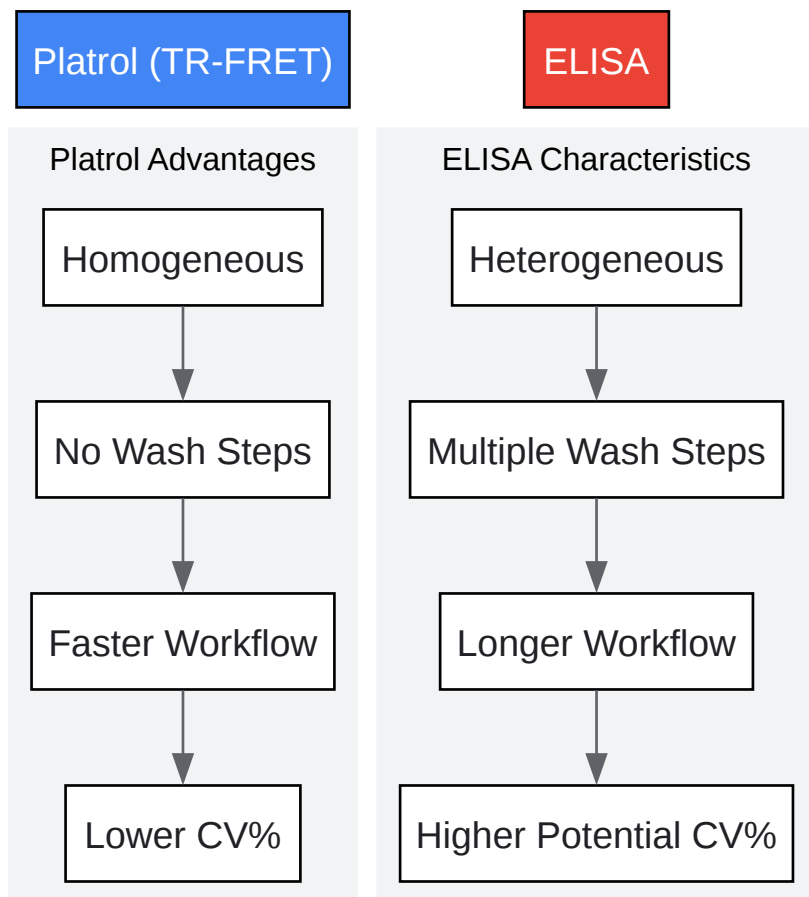 Platrol (TR-FRET)
ELISA
Platrol Advantages
Homogeneous
No Wash Steps
Faster Workflow
Lower CV%
ELISA Characteristics
Heterogeneous
Multiple Wash Steps
Longer Workflow
Higher Potential CV%